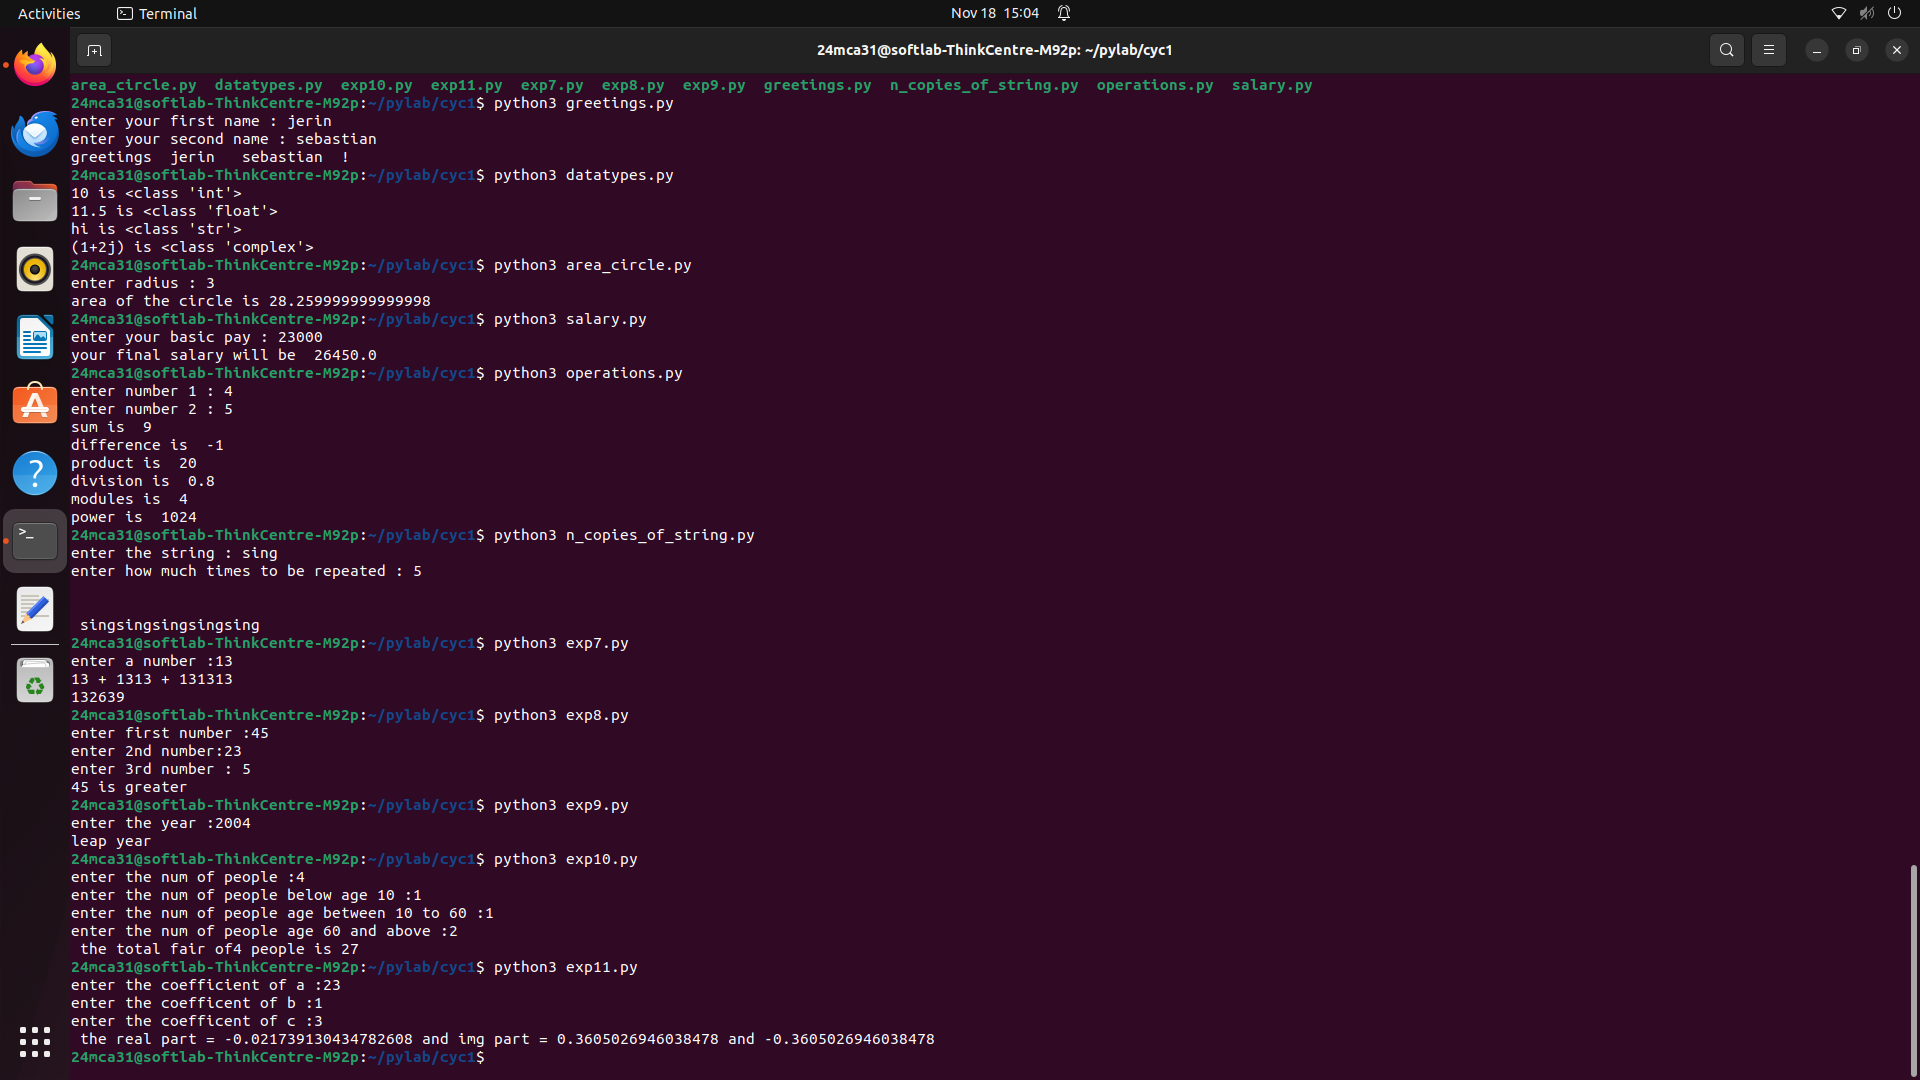 Activities Terminal Nov 18 15:04
24mca31@softlab-ThinkCentre-M92p: ~/pylab/cyc1
area_circle.py datatypes.py exp10.py exp11.py exp7.py exp8.py exp9.py greetings.py n_copies_of_string.py operations.py salary.py
24mca31@softlab-ThinkCentre-M92p:~/pylab/cyc1$ python3 greetings.py
enter your first name : jerin
enter your second name : sebastian
greetings  jerin   sebastian  !
24mca31@softlab-ThinkCentre-M92p:~/pylab/cyc1$ python3 datatypes.py
10 is <class 'int'>
11.5 is <class 'float'>
hi is <class 'str'>
(1+2j) is <class 'complex'>
24mca31@softlab-ThinkCentre-M92p:~/pylab/cyc1$ python3 area_circle.py
enter radius : 3
area of the circle is 28.259999999999998
24mca31@softlab-ThinkCentre-M92p:~/pylab/cyc1$ python3 salary.py
enter your basic pay : 23000
your final salary will be  26450.0
24mca31@softlab-ThinkCentre-M92p:~/pylab/cyc1$ python3 operations.py
enter number 1 : 4
enter number 2 : 5
sum is  9
difference is  -1
product is  20
division is  0.8
modules is  4
power is  1024
24mca31@softlab-ThinkCentre-M92p:~/pylab/cyc1$ python3 n_copies_of_string.py
enter the string : sing
enter how much times to be repeated : 5
singsingsingsingsing
24mca31@softlab-ThinkCentre-M92p:~/pylab/cyc1$ python3 exp7.py
enter a number :13
13 + 1313 + 131313
132639
24mca31@softlab-ThinkCentre-M92p:~/pylab/cyc1$ python3 exp8.py
enter first number :45
enter 2nd number:23
enter 3rd number : 5
45 is greater
24mca31@softlab-ThinkCentre-M92p:~/pylab/cyc1$ python3 exp9.py
enter the year :2004
leap year
24mca31@softlab-ThinkCentre-M92p:~/pylab/cyc1$ python3 exp10.py
enter the num of people :4
enter the num of people below age 10 :1
enter the num of people age between 10 to 60 :1
enter the num of people age 60 and above :2
the total fair of4 people is 27
24mca31@softlab-ThinkCentre-M92p:~/pylab/cyc1$ python3 exp11.py
enter the coefficient of a :23
enter the coefficent of b :1
enter the coefficent of c :3
the real part = -0.021739130434782608 and img part = 0.3605026946038478 and -0.3605026946038478
24mca31@softlab-ThinkCentre-M92p:~/pylab/cyc1$